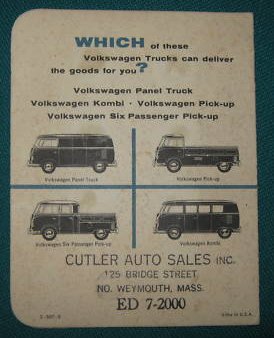 WHICH of these
Volkswagen Trucks can deliver
the goods for you?
Volkswagen Panel Truck
Volkswagen Kombi · Volkswagen Pick-up
Volkswagen Six Passenger Pick-up
Volkswagen Panel Truck
Volkswagen Pick-up
Volkswagen Six Passenger Pick-up
Volkswagen Kombi
CUTLER AUTO SALES INC.
125 BRIDGE STREET
NO. WEYMOUTH, MASS.
ED 7-2000
U.S.A.